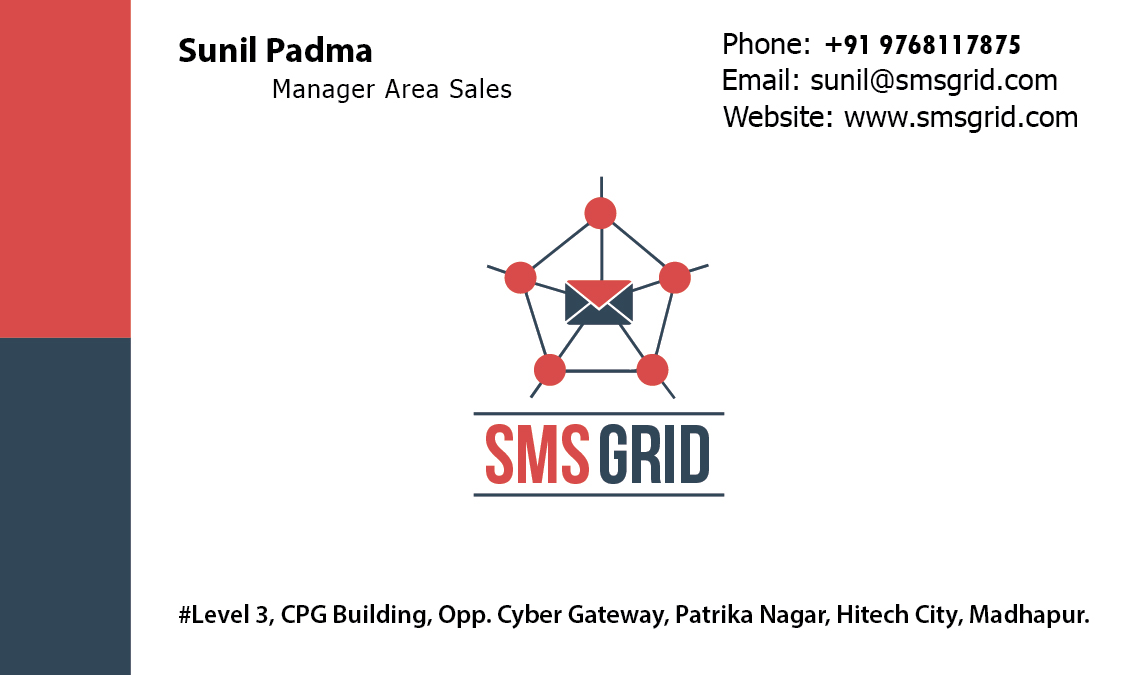 Sunil Padma
Manager Area Sales
Phone: +91 9768117875
Email: sunil@smsgrid.com
Website: www.smsgrid.com
SMS GRID
#Level 3, CPG Building, Opp. Cyber Gateway, Patrika Nagar, Hitech City, Madhapur.